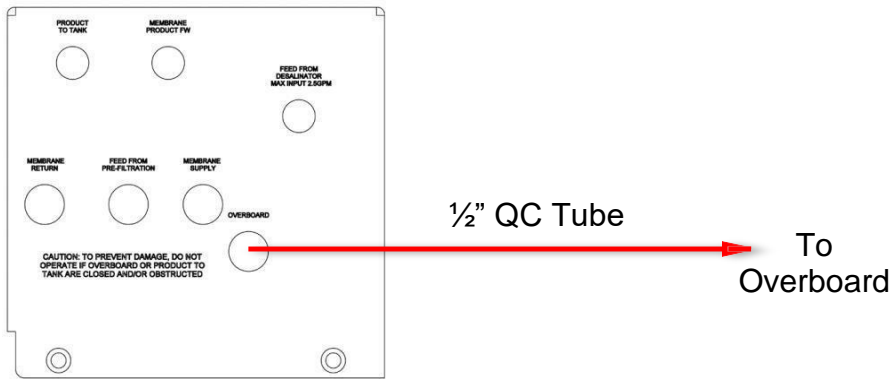 PRODUCT
TO TANK
MEMBRANE
PRODUCT FW
FEED FROM
DESALINATOR
MAX INPUT 2.5GPM
MEMBRANE
RETURN
FEED FROM
PRE-FILTRATION
MEMBRANE
SUPPLY
OVERBOARD
½” QC Tube
To
Overboard
CAUTION: TO PREVENT DAMAGE, DO NOT
OPERATE IF OVERBOARD OR PRODUCT TO
TANK ARE CLOSED AND/OR OBSTRUCTED